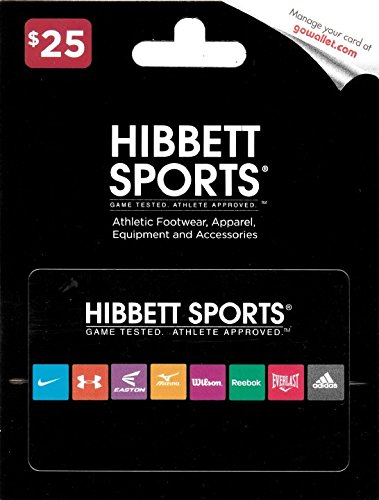 $25
Manage your card at
gowallet.com
HIBBETT
SPORTS®
GAME TESTED. ATHLETE APPROVED.™
Athletic Footwear, Apparel,
Equipment and Accessories
HIBBETT SPORTS®
GAME TESTED. ATHLETE APPROVED.™
EASTON
Mizuno
Wilson
Reebok
EVERLAST
adidas